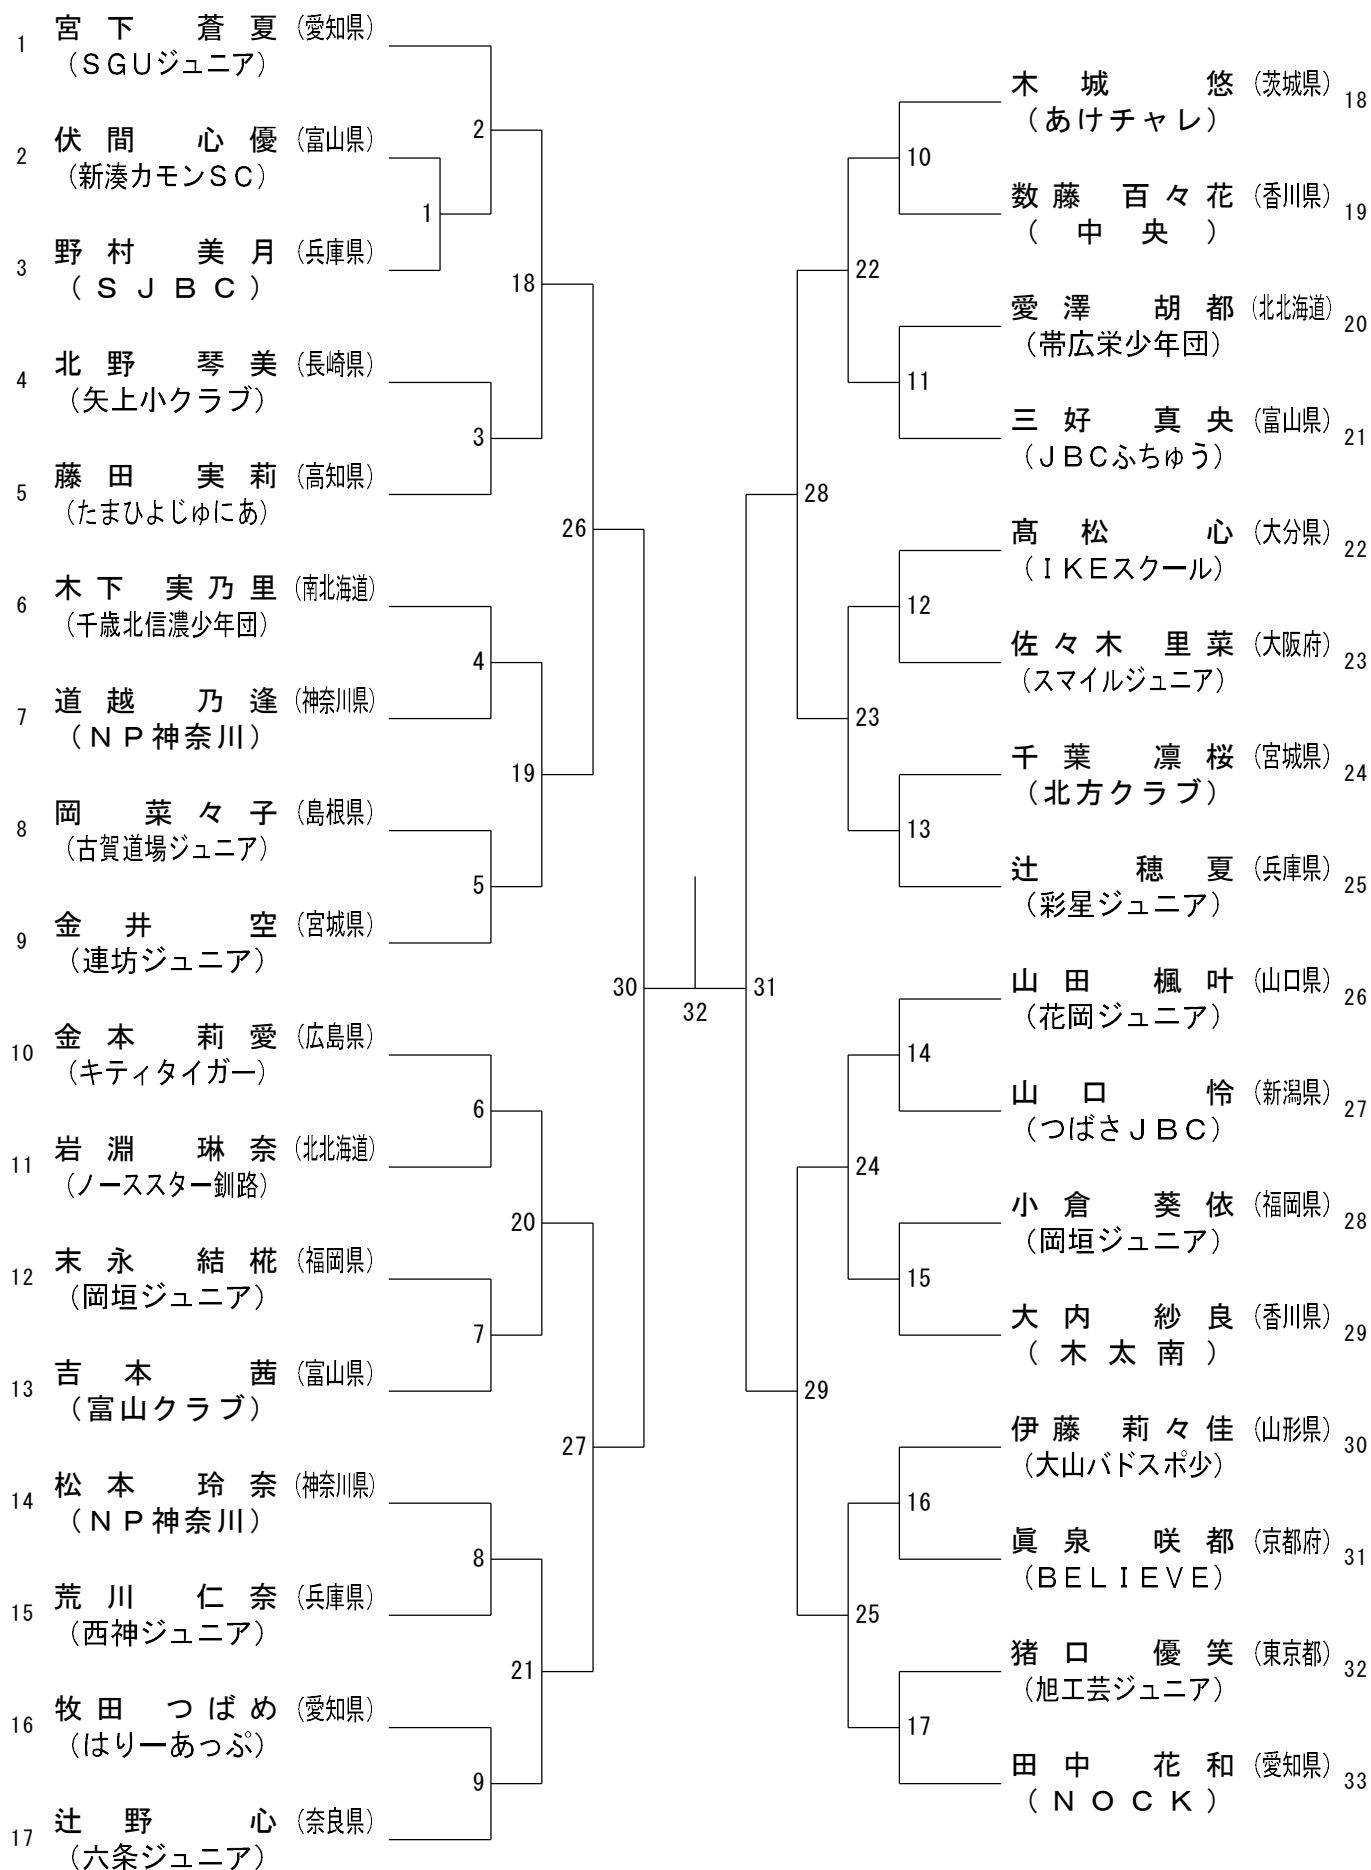 1 宮下 蒼夏 (愛知県)
(SGUジュニア)
2 伏間 心優 (富山県)
(新湊カモンSC)
3 野村 美月 (兵庫県)
(SJBC)
4 北野 琴美 (長崎県)
(矢上小クラブ)
5 藤田 実莉 (高知県)
(たまひよじゅにあ)
6 木下 実乃里 (南北海道)
(千歳北信濃少年団)
7 道越 乃逢 (神奈川県)
(NP神奈川)
8 岡 菜々子 (島根県)
(古賀道場ジュニア)
9 金井 空 (宮城県)
(連坊ジュニア)
10 金本 莉愛 (広島県)
(キティタイガー)
11 岩淵 琳奈 (北北海道)
(ノーススター釧路)
12 末永 結椛 (福岡県)
(岡垣ジュニア)
13 吉本 茜 (富山県)
(富山クラブ)
14 松本 玲奈 (神奈川県)
(NP神奈川)
15 荒川 仁奈 (兵庫県)
(西神ジュニア)
16 牧田 つばめ (愛知県)
(はりーあっぷ)
17 辻野 心 (奈良県)
(六条ジュニア)
1
2
3
4
5
6
7
8
9
18
19
20
21
26
27
30
32
31
28
29
22
23
24
25
10
11
12
13
14
15
16
17
木城 悠 (茨城県) 18
(あけチャレ)
数藤 百々花 (香川県) 19
(中央)
愛澤 胡都 (北北海道) 20
(帯広栄少年団)
三好 真央 (富山県) 21
(JBCふちゅう)
髙松 心 (大分県) 22
(IKEスクール)
佐々木 里菜 (大阪府) 23
(スマイルジュニア)
千葉 凛桜 (宮城県) 24
(北方クラブ)
辻 穂夏 (兵庫県) 25
(彩星ジュニア)
山田 楓叶 (山口県) 26
(花岡ジュニア)
山口 怜 (新潟県) 27
(つばさJBC)
小倉 葵依 (福岡県) 28
(岡垣ジュニア)
大内 紗良 (香川県) 29
(木太南)
伊藤 莉々佳 (山形県) 30
(大山バドスポ少)
眞泉 咲都 (京都府) 31
(BELIEVE)
猪口 優笑 (東京都) 32
(旭工芸ジュニア)
田中 花和 (愛知県) 33
(NOCK)